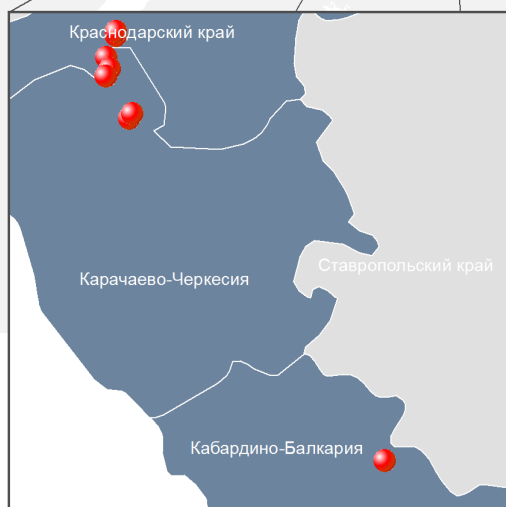 Краснодарский край
Ставропольский край
Карачаево-Черкесия
Кабардино-Балкария